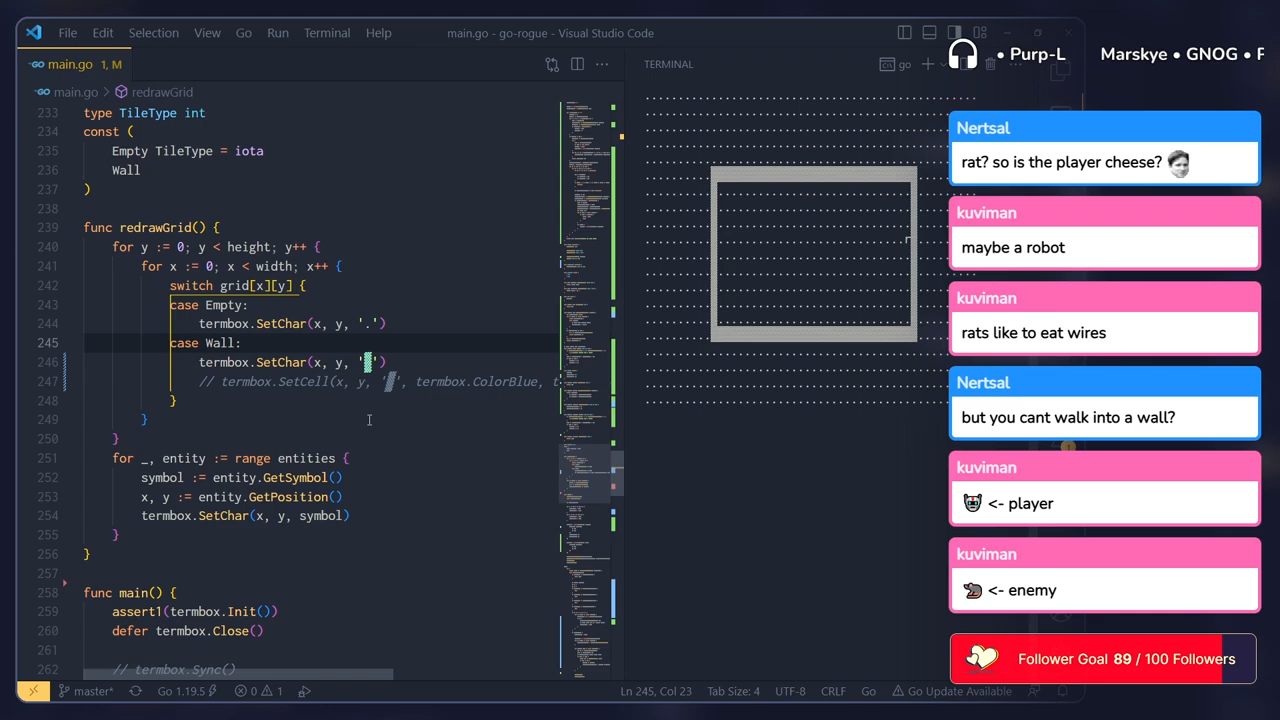 File Edit Selection View Go Run Terminal Help
main.go - go-rogue - Visual Studio Code
main.go 1, M
main.go > redrawGrid
233 type TileType int
234 const (
235 Empty TileType = iota
236 Wall
237 )
238
239 func redrawGrid() {
240 for y := 0; y < height; y++ {
241 for x := 0; x < width; x++ {
242 switch grid[x][y] {
243 case Empty:
244 termbox.SetChar(x, y, '.')
245 case Wall:
246 termbox.SetChar(x, y, '▒')
247 // termbox.SetCell(x, y, '▒', termbox.ColorBlue, t
248 }
249 }
250 }
251 for _, entity := range entities {
252 symbol := entity.GetSymbol()
253 x, y := entity.GetPosition()
254 termbox.SetChar(x, y, symbol)
255 }
256 }
257
258 func main() {
259 assert1(termbox.Init())
260 defer termbox.Close()
261
262 // termbox.Sync()
TERMINAL
go
• Purp-L Marskye • GNOG • F
Nertsal
rat? so is the player cheese?
kuviman
maybe a robot
kuviman
rats like to eat wires
Nertsal
but you cant walk into a wall?
kuviman
🤖 <- player
kuviman
🐀 <- enemy
Follower Goal 89 / 100 Followers
master* Go 1.19.5 0 1
Ln 245, Col 23 Tab Size: 4 UTF-8 CRLF Go Go Update Available